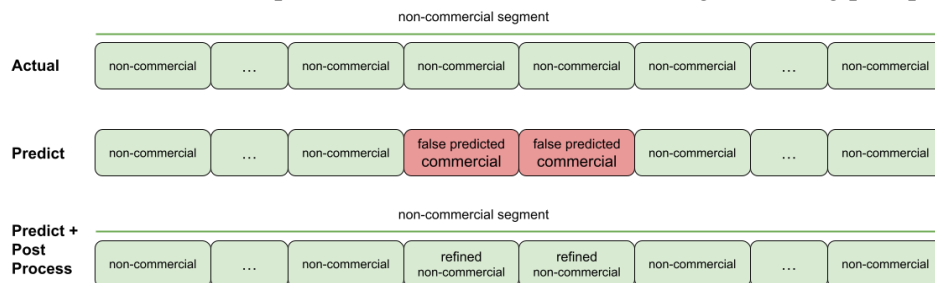 non-commercial segment
Actual
non-commercial
...
non-commercial
non-commercial
non-commercial
non-commercial
...
non-commercial
Predict
non-commercial
...
non-commercial
false predicted
commercial
false predicted
commercial
non-commercial
...
non-commercial
non-commercial segment
Predict +
Post
Process
non-commercial
...
non-commercial
refined
non-commercial
refined
non-commercial
non-commercial
...
non-commercial